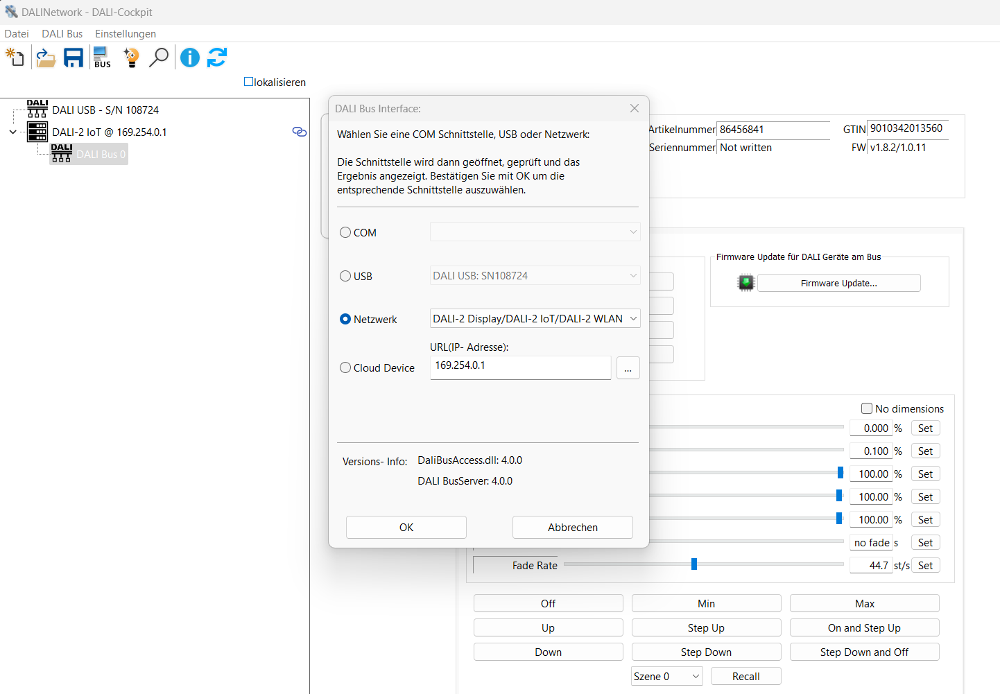 DALINetwork - DALI-Cockpit
Datei DALI Bus Einstellungen
BUS
lokalisieren
DALI
DALI USB - S/N 108724
DALI-2 IoT @ 169.254.0.1
DALI
DALI Bus 0
DALI Bus Interface:
Wählen Sie eine COM Schnittstelle, USB oder Netzwerk:
Die Schnittstelle wird dann geöffnet, geprüft und das
Ergebnis angezeigt. Bestätigen Sie mit OK um die
entsprechende Schnittstelle auszuwählen.
COM
USB DALI USB: SN108724
Netzwerk DALI-2 Display/DALI-2 IoT/DALI-2 WLAN
URL(IP- Adresse):
Cloud Device 169.254.0.1 ...
Versions- Info: DaliBusAccess.dll: 4.0.0
DALI BusServer: 4.0.0
OK Abbrechen
Artikelnummer 86456841 GTIN 9010342013560
Seriennummer Not written FW v1.8.2/1.0.11
Firmware Update für DALI Geräte am Bus
Firmware Update...
No dimensions
0.000 % Set
0.100 % Set
100.00 % Set
100.00 % Set
100.00 % Set
no fade s Set
Fade Rate 44.7 st/s Set
Off Min Max
Up Step Up On and Step Up
Down Step Down Step Down and Off
Szene 0 Recall